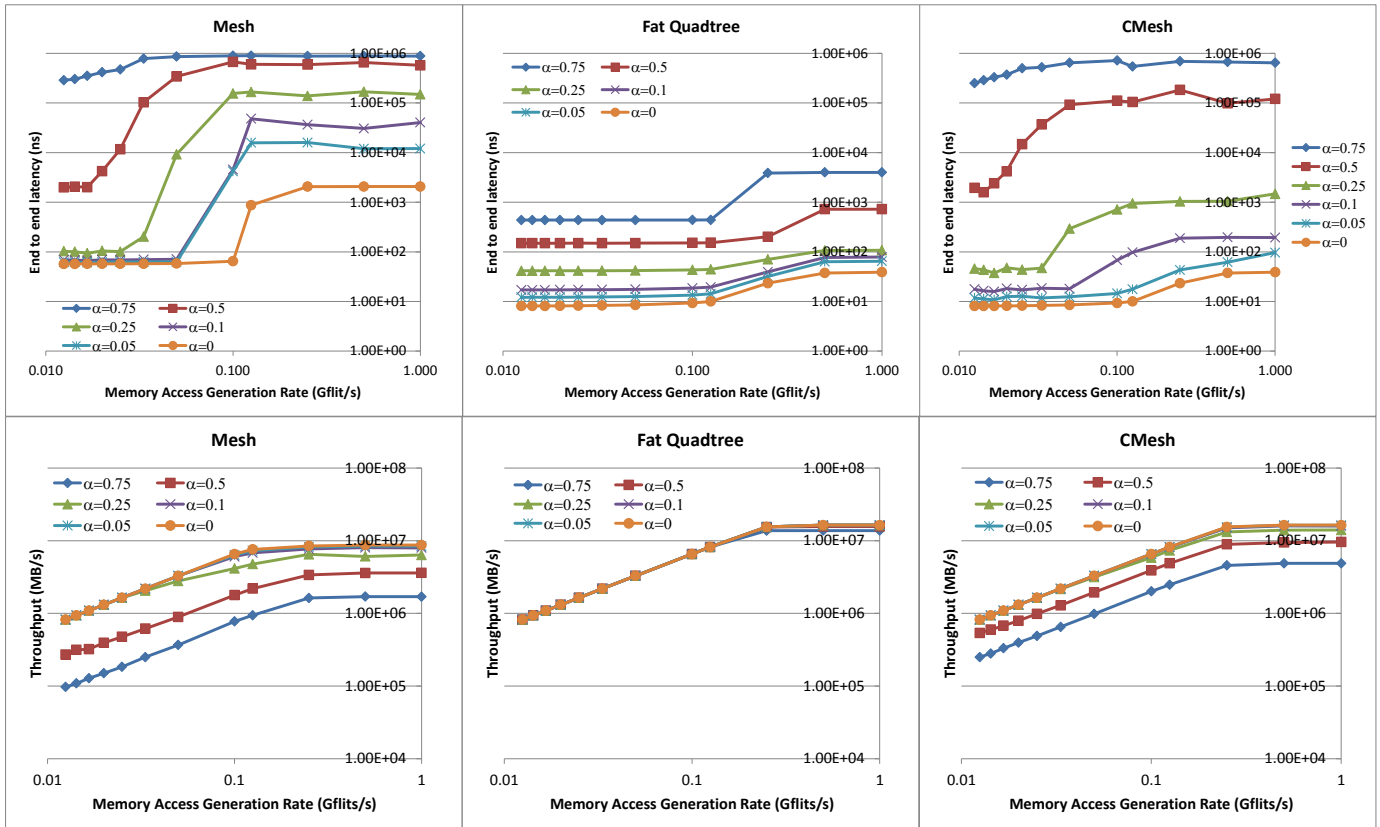 Mesh
End to end latency (ns)
1.00E+06
1.00E+05
1.00E+04
1.00E+03
1.00E+02
1.00E+01
1.00E+00
α=0.75 α=0.5
α=0.25 α=0.1
α=0.05 α=0
0.010 0.100 1.000
Memory Access Generation Rate (Gflit/s)
Fat Quadtree
α=0.75 α=0.5
α=0.25 α=0.1
α=0.05 α=0
End to end latency (ns)
1.00E+06
1.00E+05
1.00E+04
1.00E+03
1.00E+02
1.00E+01
1.00E+00
0.010 0.100 1.000
Memory Access Generation Rate (Gflit/s)
CMesh
End to end latency (ns)
1.00E+06
1.00E+05
1.00E+04
1.00E+03
1.00E+02
1.00E+01
1.00E+00
α=0.75
α=0.5
α=0.25
α=0.1
α=0.05
α=0
0.010 0.100 1.000
Memory Access Generation Rate (Gflit/s)
Mesh
α=0.75 α=0.5
α=0.25 α=0.1
α=0.05 α=0
Throughput (MB/s)
1.00E+08
1.00E+07
1.00E+06
1.00E+05
1.00E+04
0.01 0.1 1
Memory Access Generation Rate (Gflits/s)
Fat Quadtree
α=0.75 α=0.5
α=0.25 α=0.1
α=0.05 α=0
Throughput (MB/s)
1.00E+08
1.00E+07
1.00E+06
1.00E+05
1.00E+04
0.01 0.1 1
Memory Access Generation Rate (Gflits/s)
CMesh
α=0.75 α=0.5
α=0.25 α=0.1
α=0.05 α=0
Throughput (MB/s)
1.00E+08
1.00E+07
1.00E+06
1.00E+05
1.00E+04
0.01 0.1 1
Memory Access Generation Rate (Gflits/s)